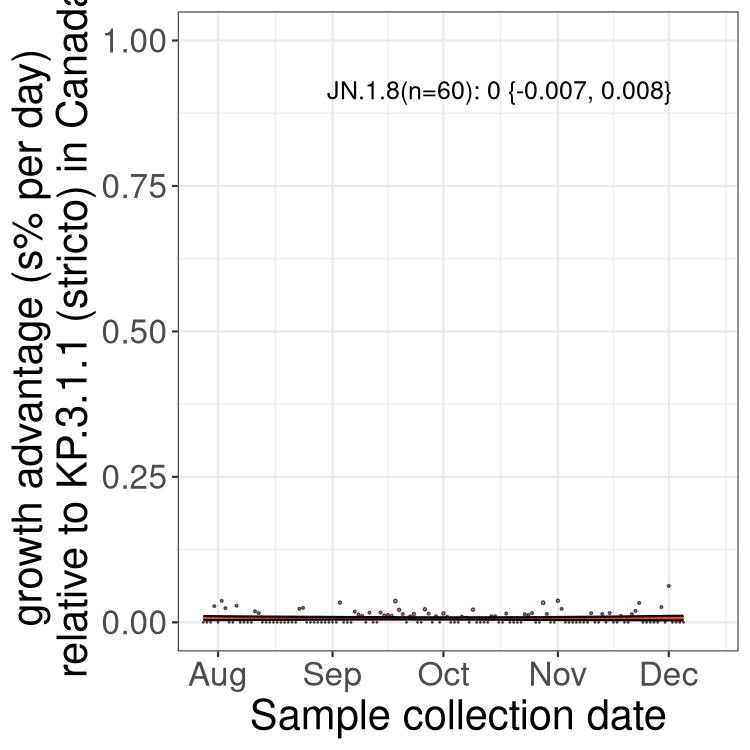 growth advantage (s% per day)
relative to KP.3.1.1 (stricto) in Canada
1.00
0.75
0.50
0.25
0.00
JN.1.8(n=60): 0 {-0.007, 0.008}
Aug Sep Oct Nov Dec
Sample collection date